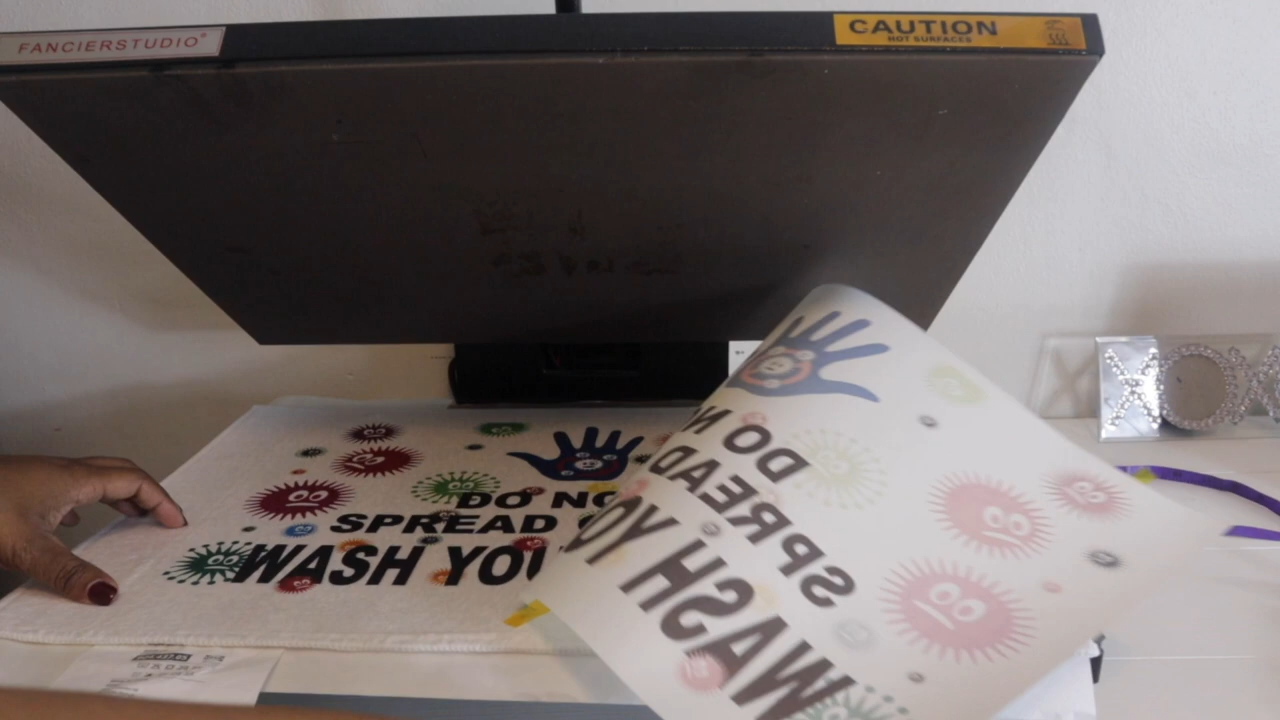 FANCIERSTUDIO®
CAUTION
HOT SURFACES
DO NO
SPREAD
WASH YOU
DO N
SPREAD
WASH YO
XOX